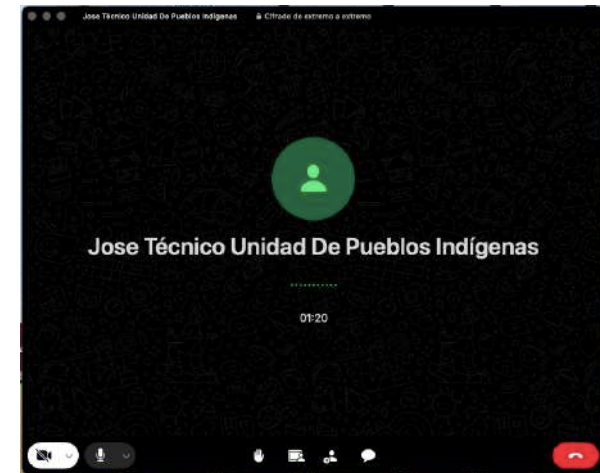 Jose Técnico Unidad De Pueblos Indígenas
Cifrado de extremo a extremo
Jose Técnico Unidad De Pueblos Indígenas
01:20